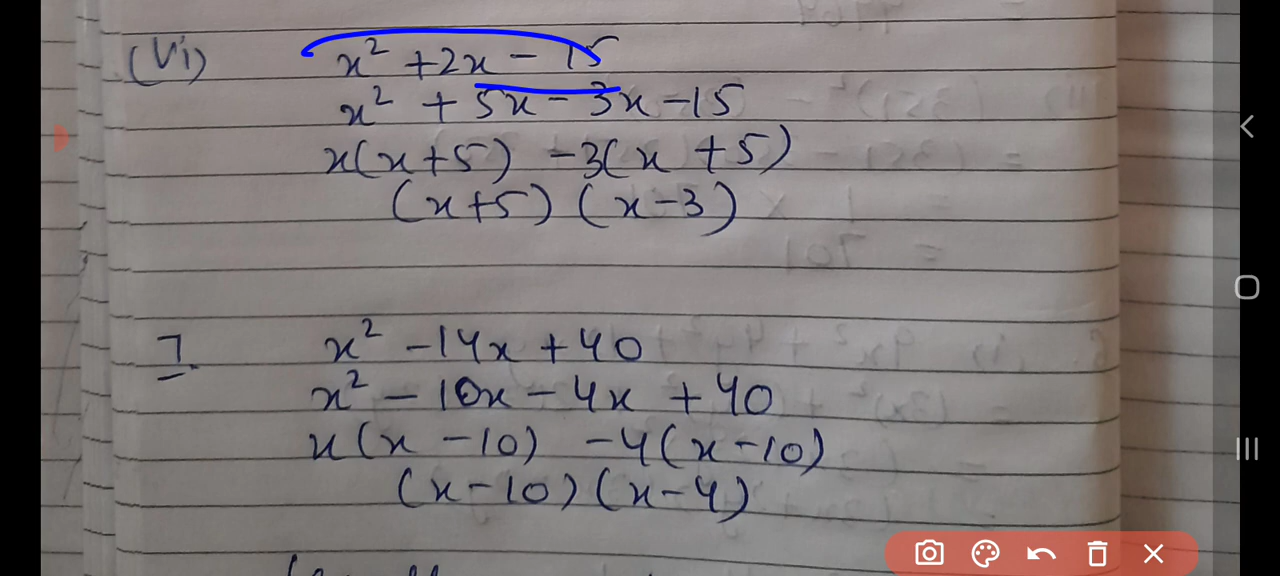 (vi) x² + 2x - 15
x² + 5x - 3x - 15
x(x+5) - 3(x + 5)
(x+5) (x-3)
7. x² - 14x + 40
x² - 10x - 4x + 40
x(x - 10) - 4(x - 10)
(x-10)(x-4)